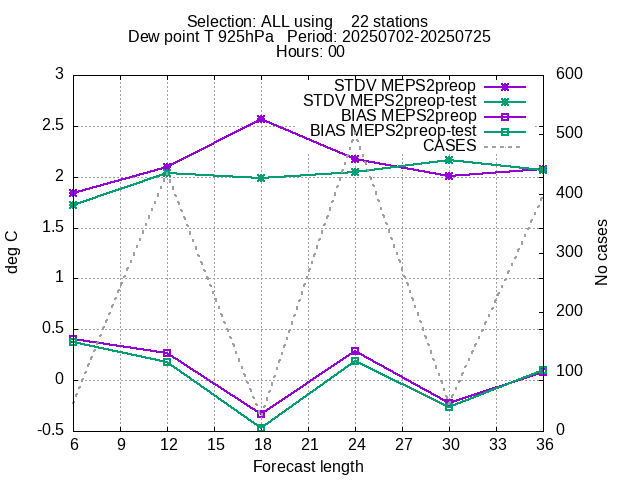 Selection: ALL using    22 stations
Dew point T 925hPa   Period: 20250702-20250725
Hours: 00
STDV MEPS2preop
STDV MEPS2preop-test
BIAS MEPS2preop
BIAS MEPS2preop-test
CASES
3
2.5
2
1.5
1
0.5
0
-0.5
deg C
600
500
400
300
200
100
0
No cases
6 9 12 15 18 21 24 27 30 33 36
Forecast length